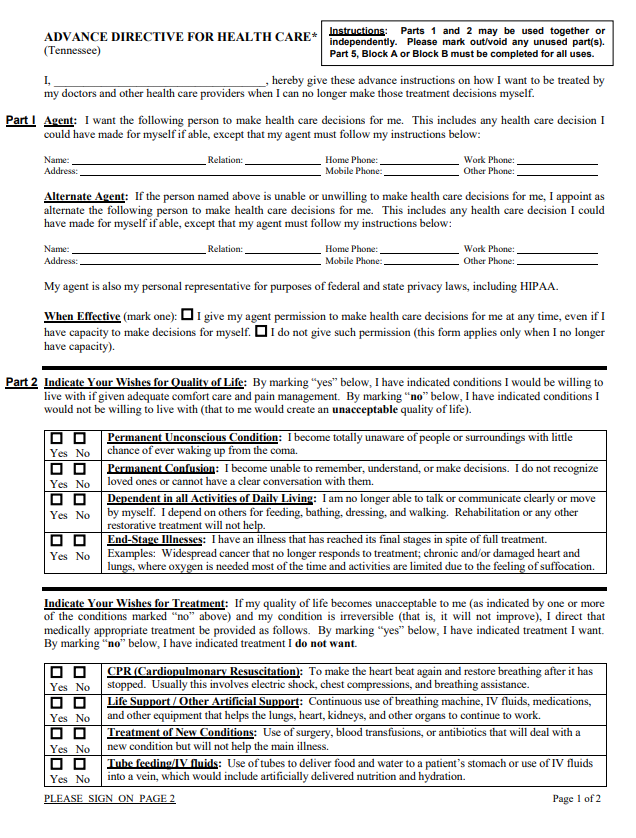 ADVANCE DIRECTIVE FOR HEALTH CARE*
(Tennessee)
Instructions: Parts 1 and 2 may be used together or
independently. Please mark out/void any unused part(s).
Part 5, Block A or Block B must be completed for all uses.
I, ______________________________________, hereby give these advance instructions on how I want to be treated by
my doctors and other health care providers when I can no longer make those treatment decisions myself.
Part I Agent: I want the following person to make health care decisions for me. This includes any health care decision I
could have made for myself if able, except that my agent must follow my instructions below:
Name: ____________________ Relation: ____________ Home Phone: ____________ Work Phone: ____________
Address: ____________________________________ Mobile Phone: ____________ Other Phone: ____________
Alternate Agent: If the person named above is unable or unwilling to make health care decisions for me, I appoint as
alternate the following person to make health care decisions for me. This includes any health care decision I could
have made for myself if able, except that my agent must follow my instructions below:
Name: ____________________ Relation: ____________ Home Phone: ____________ Work Phone: ____________
Address: ____________________________________ Mobile Phone: ____________ Other Phone: ____________
My agent is also my personal representative for purposes of federal and state privacy laws, including HIPAA.
When Effective (mark one): ☐ I give my agent permission to make health care decisions for me at any time, even if I
have capacity to make decisions for myself. ☐ I do not give such permission (this form applies only when I no longer
have capacity).
Part 2 Indicate Your Wishes for Quality of Life: By marking “yes” below, I have indicated conditions I would be willing to
live with if given adequate comfort care and pain management. By marking “no” below, I have indicated conditions I
would not be willing to live with (that to me would create an unacceptable quality of life).
☐ ☐ Permanent Unconscious Condition: I become totally unaware of people or surroundings with little
Yes No chance of ever waking up from the coma.
☐ ☐ Permanent Confusion: I become unable to remember, understand, or make decisions. I do not recognize
Yes No loved ones or cannot have a clear conversation with them.
☐ ☐ Dependent in all Activities of Daily Living: I am no longer able to talk or communicate clearly or move
Yes No by myself. I depend on others for feeding, bathing, dressing, and walking. Rehabilitation or any other
restorative treatment will not help.
☐ ☐ End-Stage Illnesses: I have an illness that has reached its final stages in spite of full treatment.
Yes No Examples: Widespread cancer that no longer responds to treatment; chronic and/or damaged heart and
lungs, where oxygen is needed most of the time and activities are limited due to the feeling of suffocation.
Indicate Your Wishes for Treatment: If my quality of life becomes unacceptable to me (as indicated by one or more
of the conditions marked “no” above) and my condition is irreversible (that is, it will not improve), I direct that
medically appropriate treatment be provided as follows. By marking “yes” below, I have indicated treatment I want.
By marking “no” below, I have indicated treatment I do not want.
☐ ☐ CPR (Cardiopulmonary Resuscitation): To make the heart beat again and restore breathing after it has
Yes No stopped. Usually this involves electric shock, chest compressions, and breathing assistance.
☐ ☐ Life Support / Other Artificial Support: Continuous use of breathing machine, IV fluids, medications,
Yes No and other equipment that helps the lungs, heart, kidneys, and other organs to continue to work.
☐ ☐ Treatment of New Conditions: Use of surgery, blood transfusions, or antibiotics that will deal with a
Yes No new condition but will not help the main illness.
☐ ☐ Tube feeding/IV fluids: Use of tubes to deliver food and water to a patient’s stomach or use of IV fluids
Yes No into a vein, which would include artificially delivered nutrition and hydration.
PLEASE SIGN ON PAGE 2 Page 1 of 2